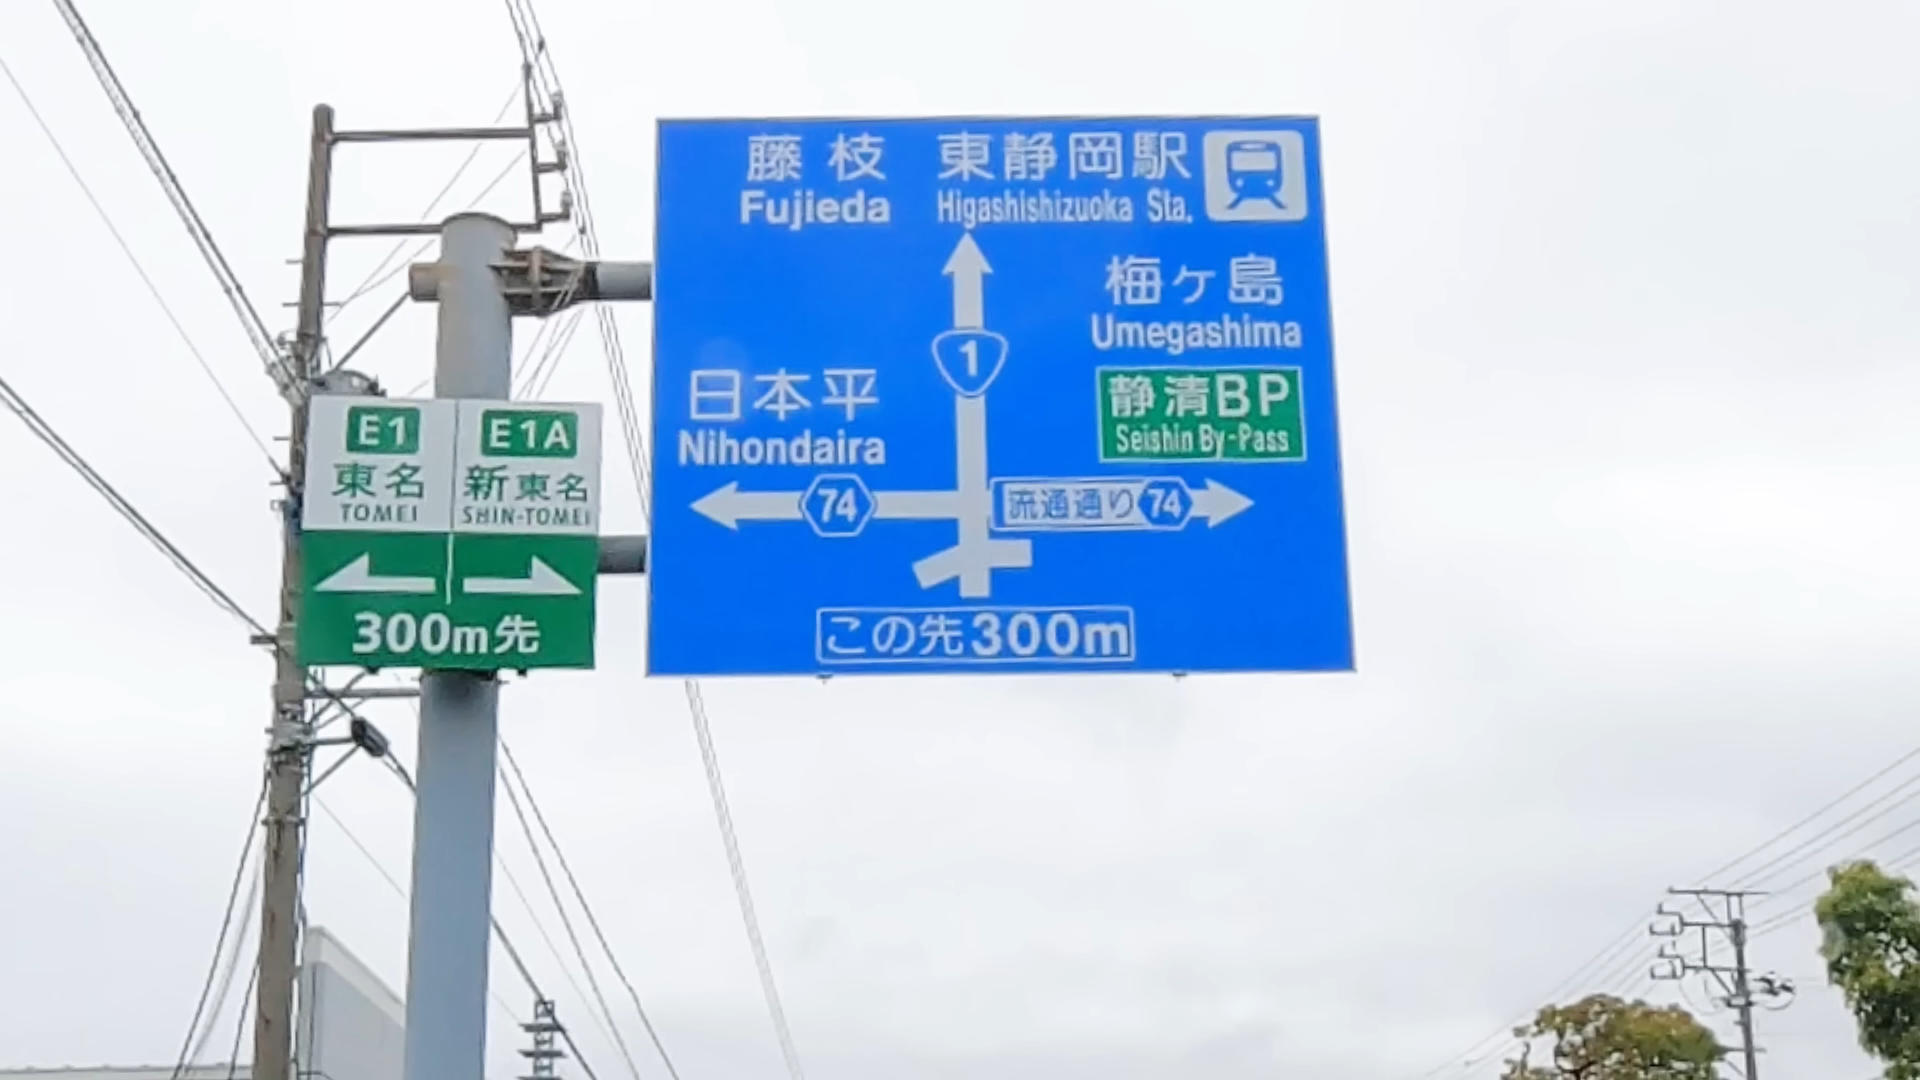 E1
東名
TOMEI
E1A
新東名
SHIN-TOMEI
300m先
藤枝 東静岡駅
Fujieda Higashishizuoka Sta.
梅ヶ島
Umegashima
1
日本平
Nihondaira
静清BP
Seishin By-Pass
74
流通通り 74
この先300m